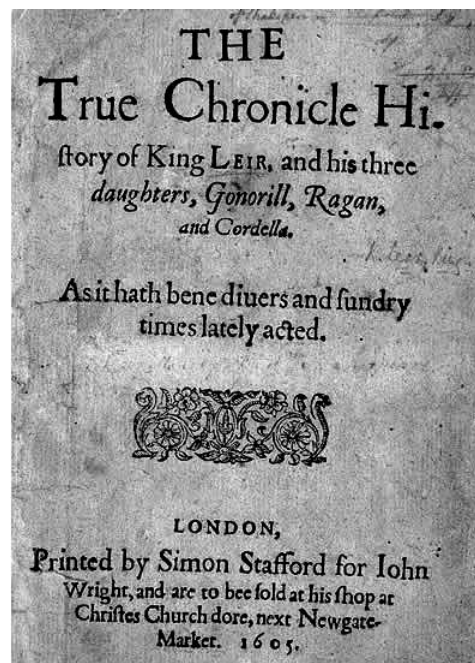 THE
True Chronicle Hi-
ſtory of King LEIR, and his three
daughters, Gonorill, Ragan,
and Cordella.
As it hath bene diuers and ſundry
times lately acted.
LONDON,
Printed by Simon Stafford for Iohn
Wright, and are to bee ſold at his ſhop at
Chriſtes Church dore, next Newgate-
Market. 1605.